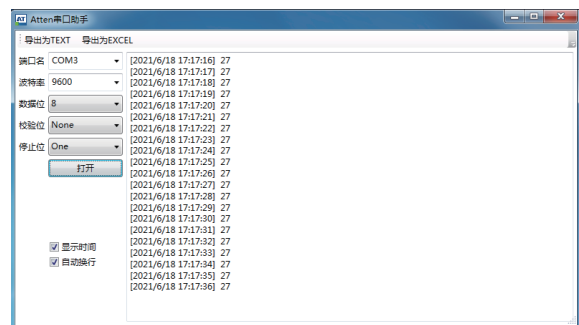 AT Atten串口助手
导出为TEXT 导出为EXCEL
端口名 COM3
波特率 9600
数据位 8
校验位 None
停止位 One
打开
显示时间
自动换行
[2021/6/18 17:17:16] 27
[2021/6/18 17:17:17] 27
[2021/6/18 17:17:18] 27
[2021/6/18 17:17:19] 27
[2021/6/18 17:17:20] 27
[2021/6/18 17:17:21] 27
[2021/6/18 17:17:22] 27
[2021/6/18 17:17:23] 27
[2021/6/18 17:17:24] 27
[2021/6/18 17:17:25] 27
[2021/6/18 17:17:26] 27
[2021/6/18 17:17:27] 27
[2021/6/18 17:17:28] 27
[2021/6/18 17:17:29] 27
[2021/6/18 17:17:30] 27
[2021/6/18 17:17:31] 27
[2021/6/18 17:17:32] 27
[2021/6/18 17:17:33] 27
[2021/6/18 17:17:34] 27
[2021/6/18 17:17:35] 27
[2021/6/18 17:17:36] 27